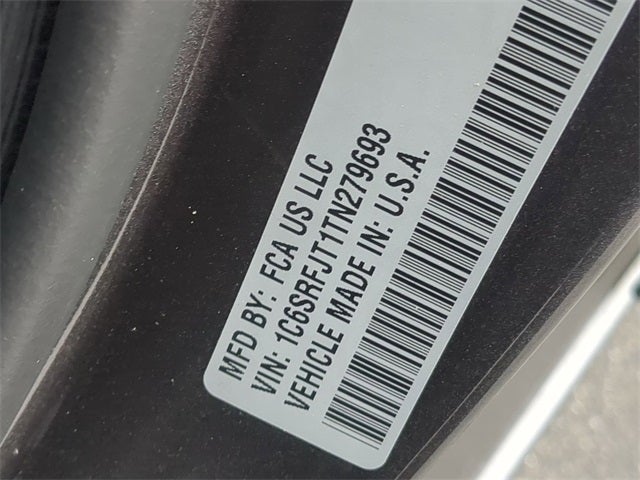 MFD BY: FCA US LLC
VIN: 1C6SRFJT1TN279693
VEHICLE MADE IN: U.S.A.